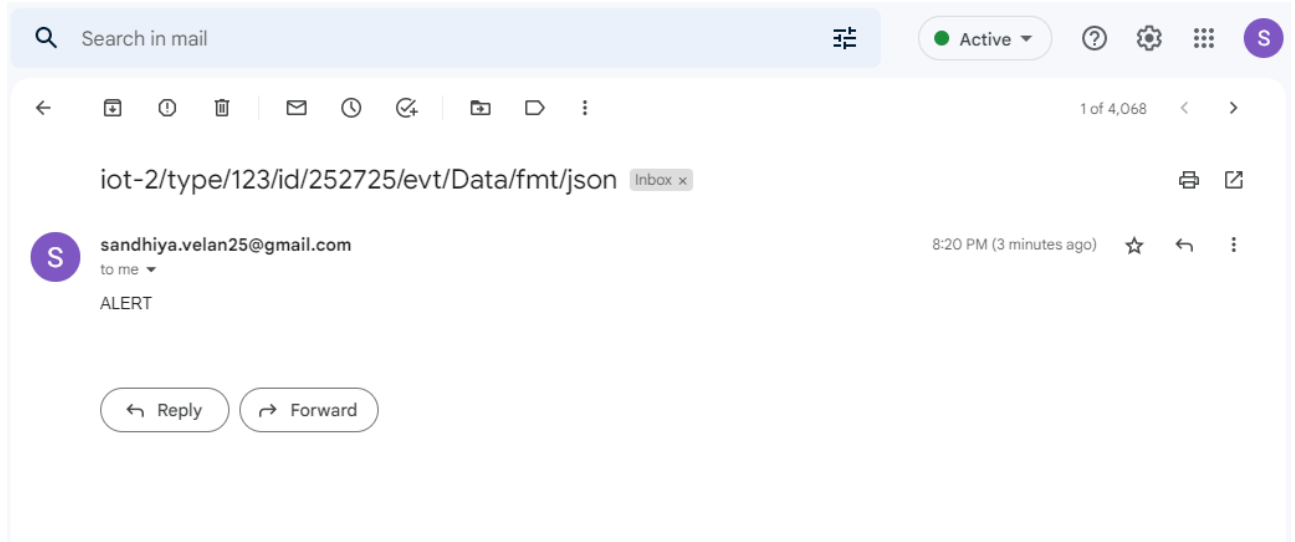 Search in mail
Active
S
1 of 4,068
iot-2/type/123/id/252725/evt/Data/fmt/json Inbox ×
S
sandhiya.velan25@gmail.com
8:20 PM (3 minutes ago)
to me
ALERT
Reply
Forward